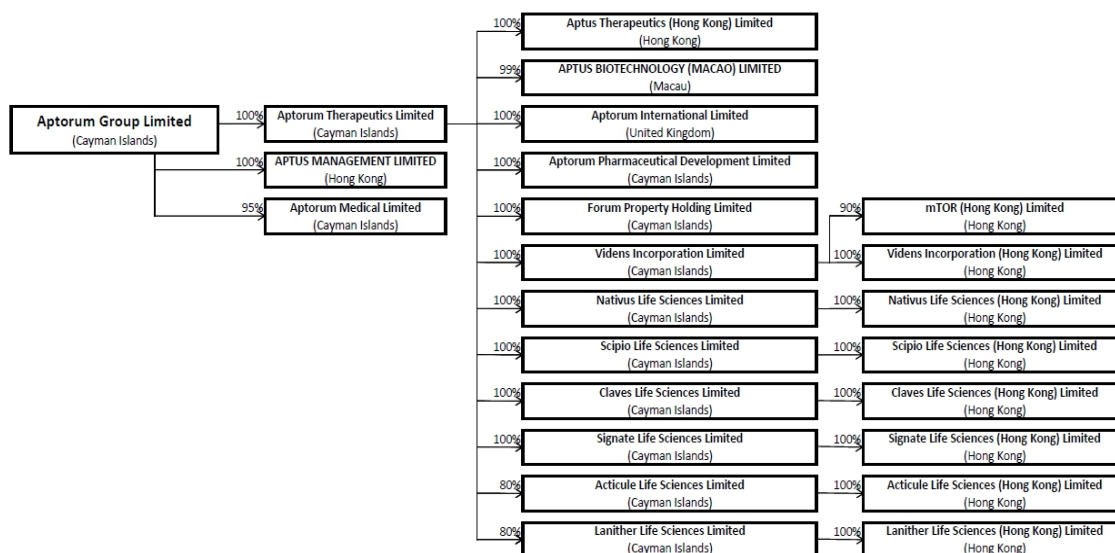 100%
Aptus Therapeutics (Hong Kong) Limited
(Hong Kong)
99%
APTUS BIOTECHNOLOGY (MACAO) LIMITED
(Macau)
Aptorum Group Limited
(Cayman Islands)
100%
Aptorum Therapeutics Limited
(Cayman Islands)
100%
Aptorum International Limited
(United Kingdom)
100%
APTUS MANAGEMENT LIMITED
(Hong Kong)
100%
Aptorum Pharmaceutical Development Limited
(Cayman Islands)
95%
Aptorum Medical Limited
(Cayman Islands)
100%
Forum Property Holding Limited
(Cayman Islands)
90%
mTOR (Hong Kong) Limited
(Hong Kong)
100%
Videns Incorporation Limited
(Cayman Islands)
100%
Videns Incorporation (Hong Kong) Limited
(Hong Kong)
100%
Nativus Life Sciences Limited
(Cayman Islands)
100%
Nativus Life Sciences (Hong Kong) Limited
(Hong Kong)
100%
Scipio Life Sciences Limited
(Cayman Islands)
100%
Scipio Life Sciences (Hong Kong) Limited
(Hong Kong)
100%
Claves Life Sciences Limited
(Cayman Islands)
100%
Claves Life Sciences (Hong Kong) Limited
(Hong Kong)
100%
Signate Life Sciences Limited
(Cayman Islands)
100%
Signate Life Sciences (Hong Kong) Limited
(Hong Kong)
80%
Acticule Life Sciences Limited
(Cayman Islands)
100%
Acticule Life Sciences (Hong Kong) Limited
(Hong Kong)
80%
Lanither Life Sciences Limited
(Cayman Islands)
100%
Lanither Life Sciences (Hong Kong) Limited
(Hong Kong)